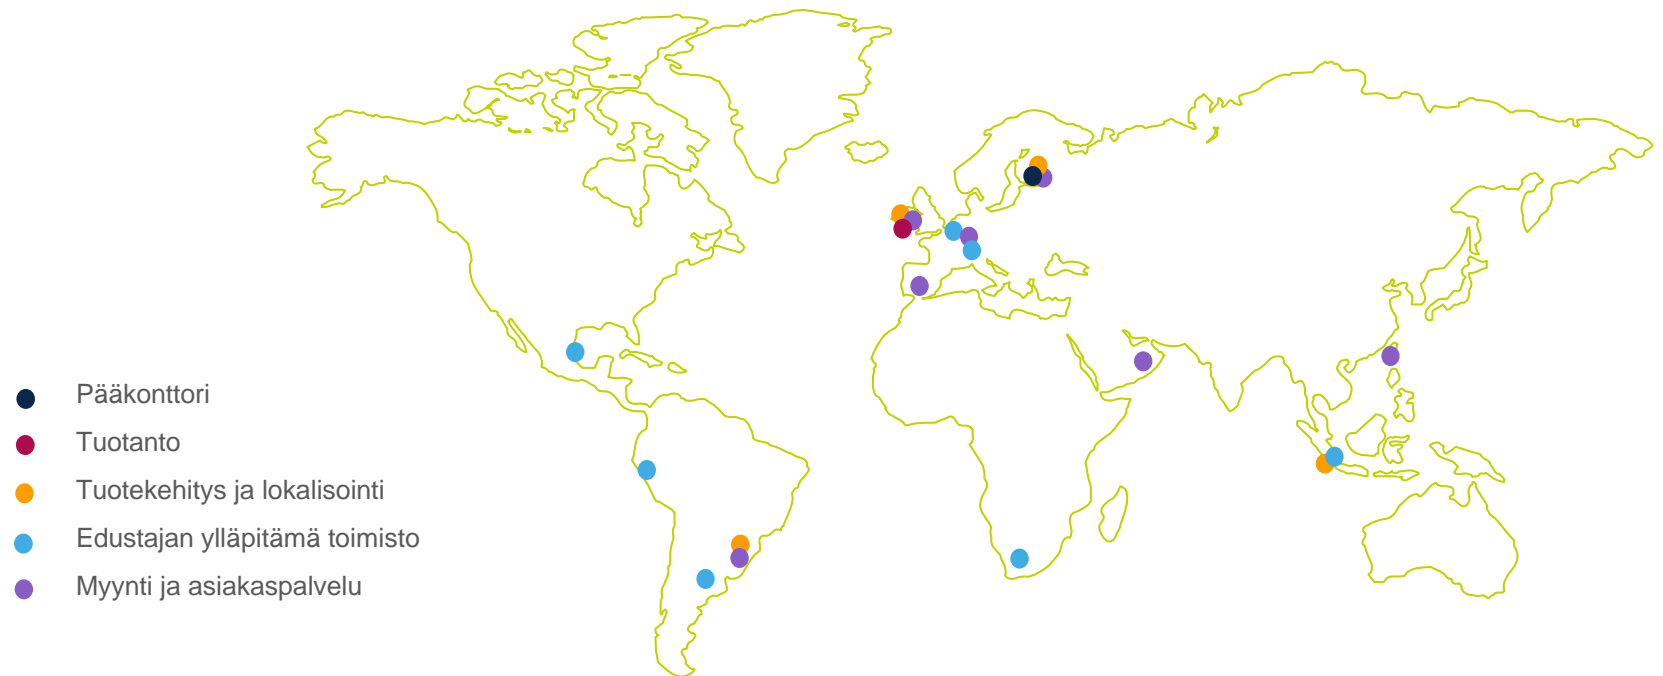 Pääkonttori
Tuotanto
Tuotekehitys ja lokalisointi
Edustajan ylläpitämä toimisto
Myynti ja asiakaspalvelu